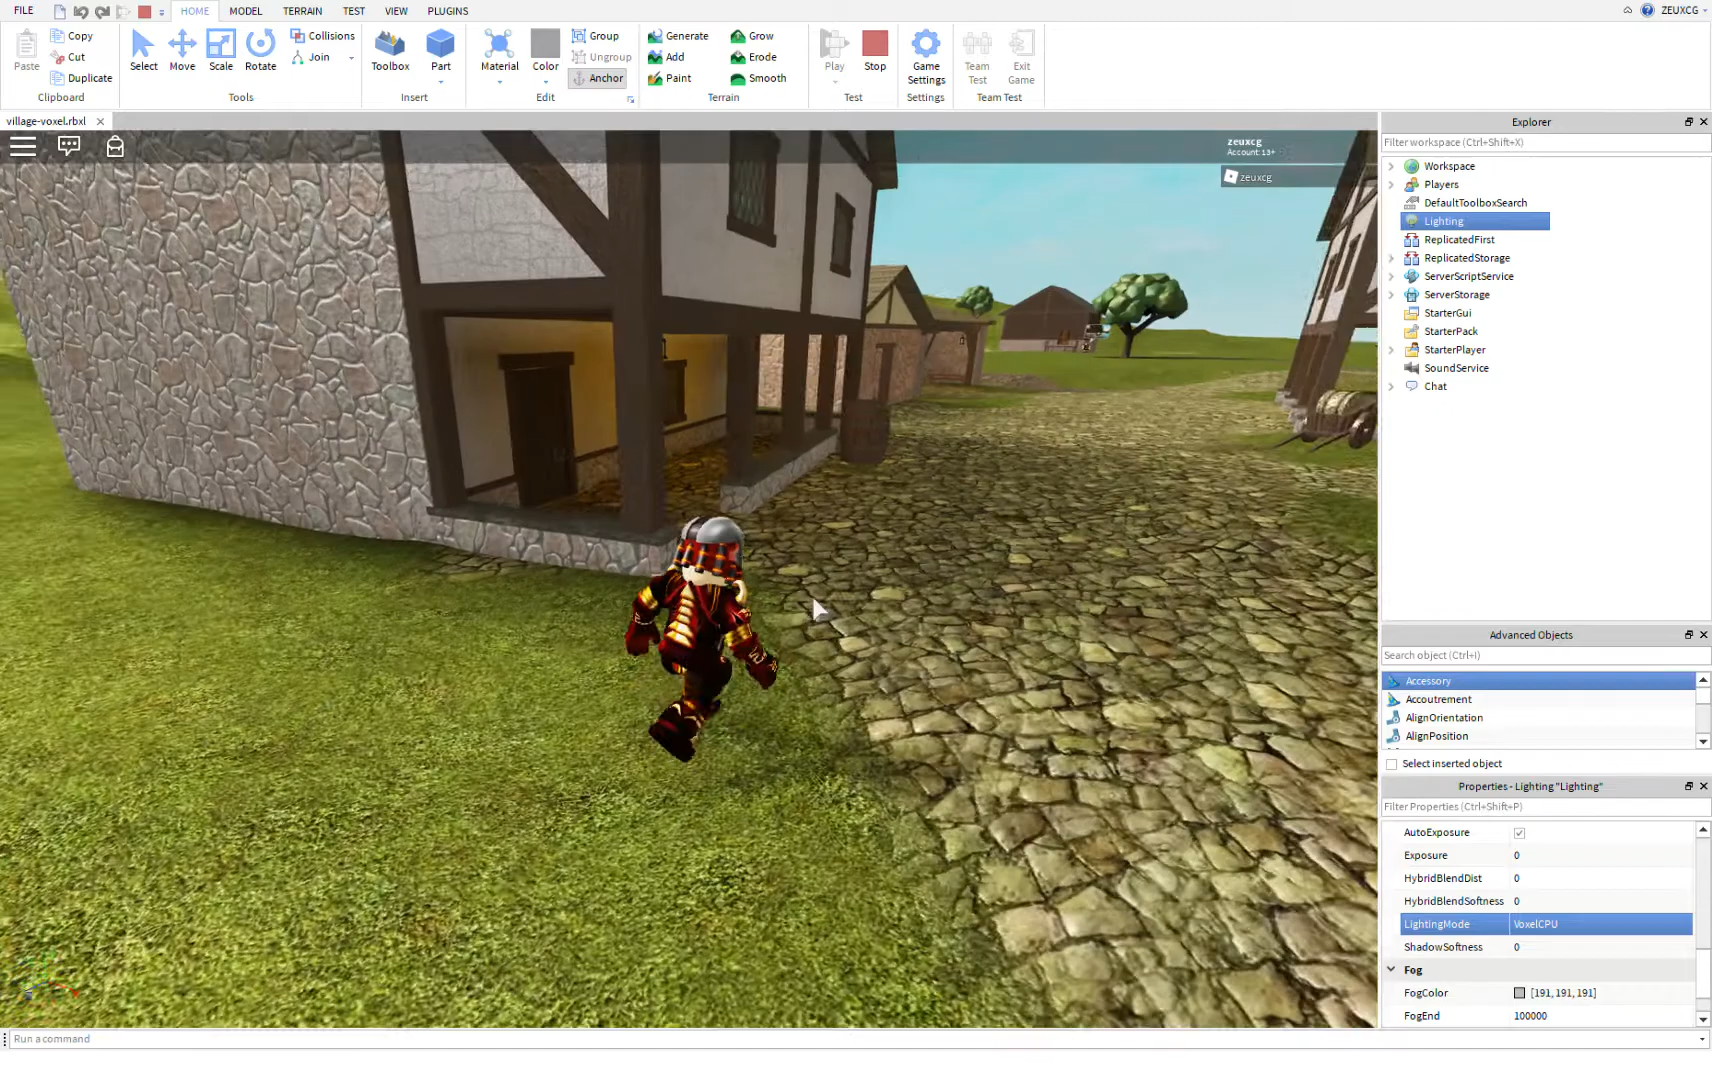 FILE
HOME
MODEL
TERRAIN
TEST
VIEW
PLUGINS
ZEUXCG
Paste
Copy
Cut
Duplicate
Clipboard
Select
Move
Scale
Rotate
Collisions
Join
Tools
Toolbox
Part
Insert
Material
Color
Group
Ungroup
Anchor
Edit
Generate
Add
Paint
Grow
Erode
Smooth
Terrain
Play
Stop
Test
Game
Settings
Settings
Team
Test
Exit
Game
Team Test
village-voxel.rbxl
zeuxcg
Account: 13+
zeuxcg
Explorer
Filter workspace (Ctrl+Shift+X)
Workspace
Players
DefaultToolboxSearch
Lighting
ReplicatedFirst
ReplicatedStorage
ServerScriptService
ServerStorage
StarterGui
StarterPack
StarterPlayer
SoundService
Chat
Advanced Objects
Search object (Ctrl+I)
Accessory
Accoutrement
AlignOrientation
AlignPosition
Select inserted object
Properties - Lighting "Lighting"
Filter Properties (Ctrl+Shift+P)
AutoExposure
Exposure 0
HybridBlendDist 0
HybridBlendSoftness 0
LightingMode VoxelCPU
ShadowSoftness 0
Fog
FogColor [191, 191, 191]
FogEnd 100000
Run a command